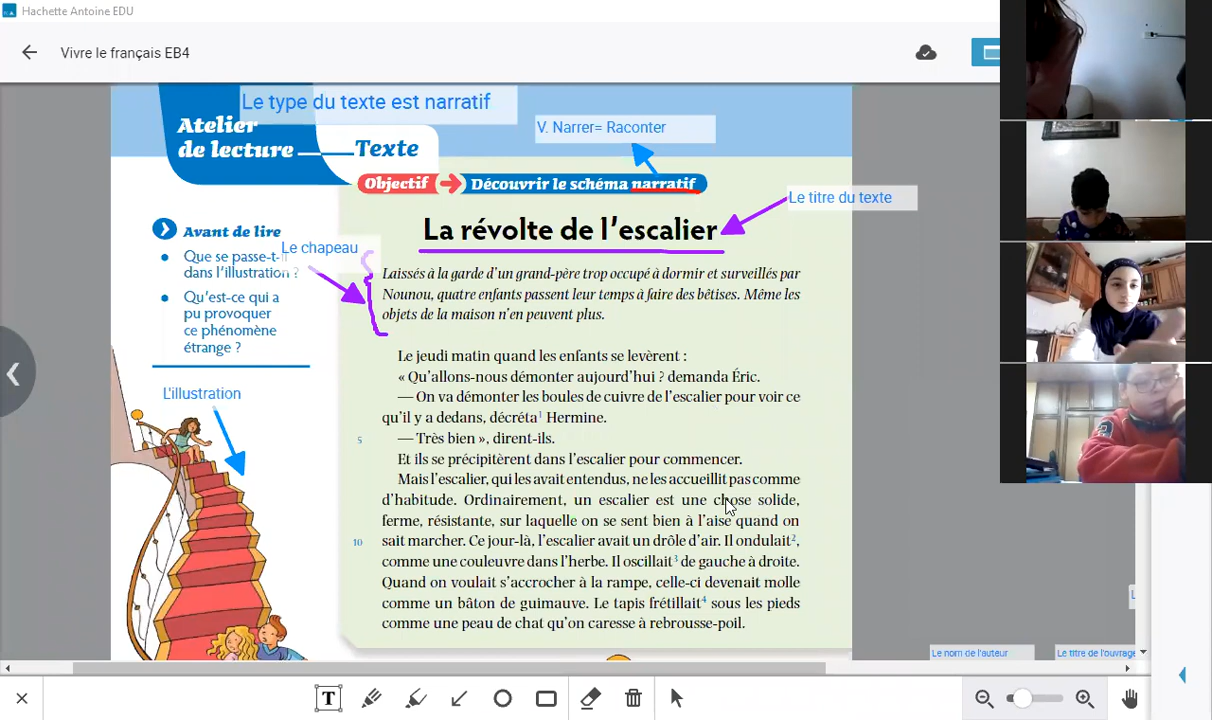 Hachette Antoine EDU
Vivre le français EB4
Le type du texte est narratif
Atelier
de lecture
Texte
V. Narrer= Raconter
Objectif
Découvrir le schéma narratif
Le titre du texte
La révolte de l'escalier
Avant de lire
Le chapeau
Que se passe-t-il
dans l'illustration ?
Qu'est-ce qui a
pu provoquer
ce phénomène
étrange ?
L'illustration
Laissés à la garde d'un grand-père trop occupé à dormir et surveillés par
Nounou, quatre enfants passent leur temps à faire des bêtises. Même les
objets de la maison n'en peuvent plus.
Le jeudi matin quand les enfants se levèrent :
« Qu'allons-nous démonter aujourd'hui ? demanda Éric.
— On va démonter les boules de cuivre de l'escalier pour voir ce
qu'il y a dedans, décréta¹ Hermine.
5 — Très bien », dirent-ils.
Et ils se précipitèrent dans l'escalier pour commencer.
Mais l'escalier, qui les avait entendus, ne les accueillit pas comme
d'habitude. Ordinairement, un escalier est une chose solide,
ferme, résistante, sur laquelle on se sent bien à l'aise quand on
10 sait marcher. Ce jour-là, l'escalier avait un drôle d'air. Il ondulait²,
comme une couleuvre dans l'herbe. Il oscillait³ de gauche à droite.
Quand on voulait s'accrocher à la rampe, celle-ci devenait molle
comme un bâton de guimauve. Le tapis frétillait⁴ sous les pieds
comme une peau de chat qu'on caresse à rebrousse-poil.
Le nom de l'auteur
Le titre de l'ouvrage
T